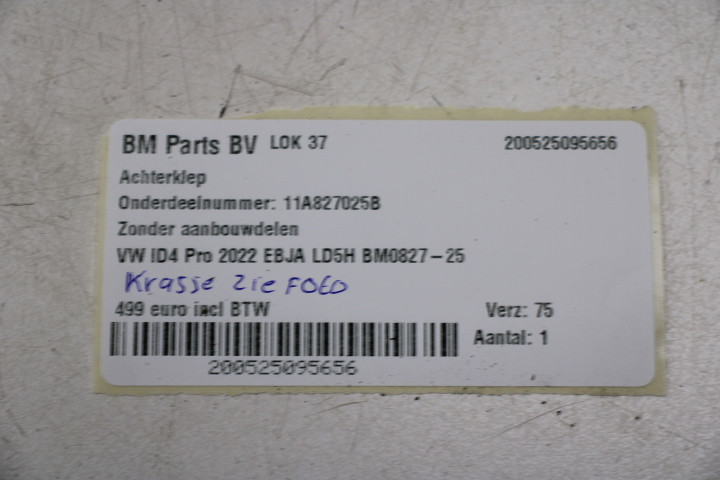 BM Parts BV LOK 37 200525095656
Achterklep
Onderdeelnummer: 11A827025B
Zonder aanbouwdelen
VW ID4 Pro 2022 EBJA LD5H BM0827-25
Krasse zie FOTO
499 euro incl BTW Verz: 75
Aantal: 1
200525095656